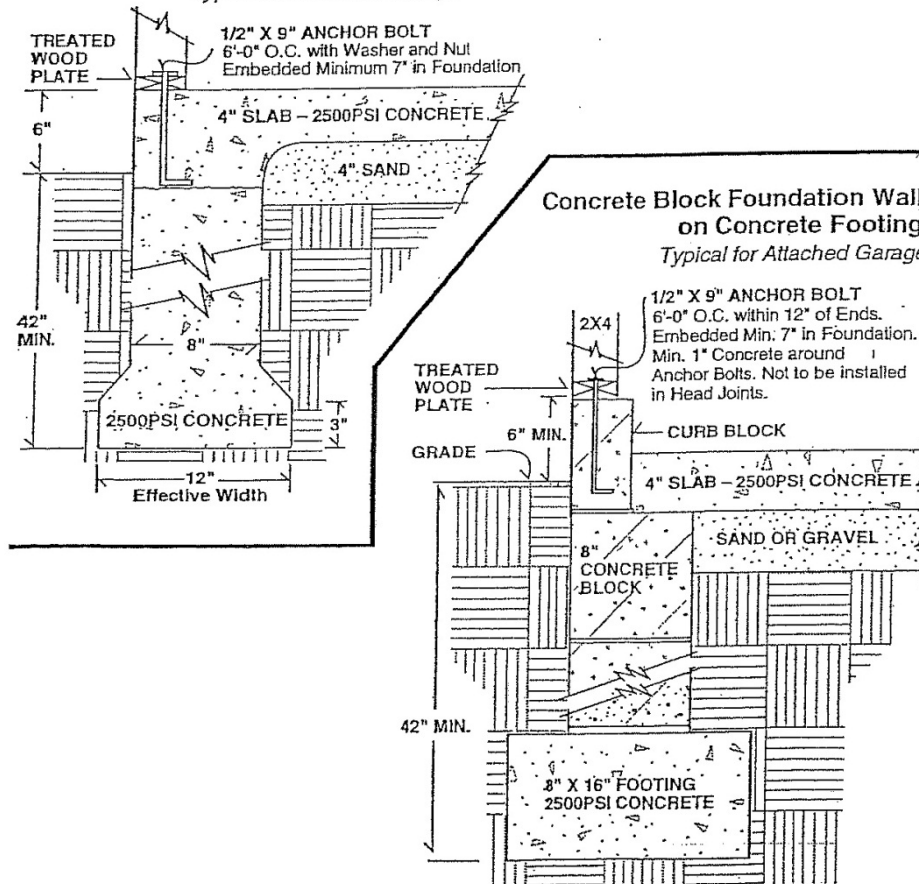 TREATED
WOOD
PLATE
1/2" X 9" ANCHOR BOLT
6'-0" O.C. with Washer and Nut
Embedded Minimum 7" in Foundation
6"
4" SLAB – 2500PSI CONCRETE
4" SAND
42"
MIN.
8"
2500PSI CONCRETE
3"
12"
Effective Width
Concrete Block Foundation Wall
on Concrete Footing
Typical for Attached Garage
1/2" X 9" ANCHOR BOLT
6'-0" O.C. within 12" of Ends.
Embedded Min. 7" in Foundation.
Min. 1" Concrete around
Anchor Bolts. Not to be installed
in Head Joints.
2X4
TREATED
WOOD
PLATE
6" MIN.
CURB BLOCK
GRADE
4" SLAB – 2500PSI CONCRETE
SAND OR GRAVEL
8"
CONCRETE
BLOCK
42" MIN.
8" X 16" FOOTING
2500PSI CONCRETE